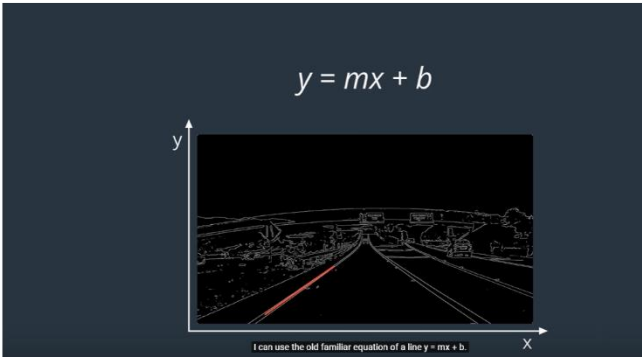 y = mx + b
y
x
I can use the old familiar equation of a line y = mx + b.